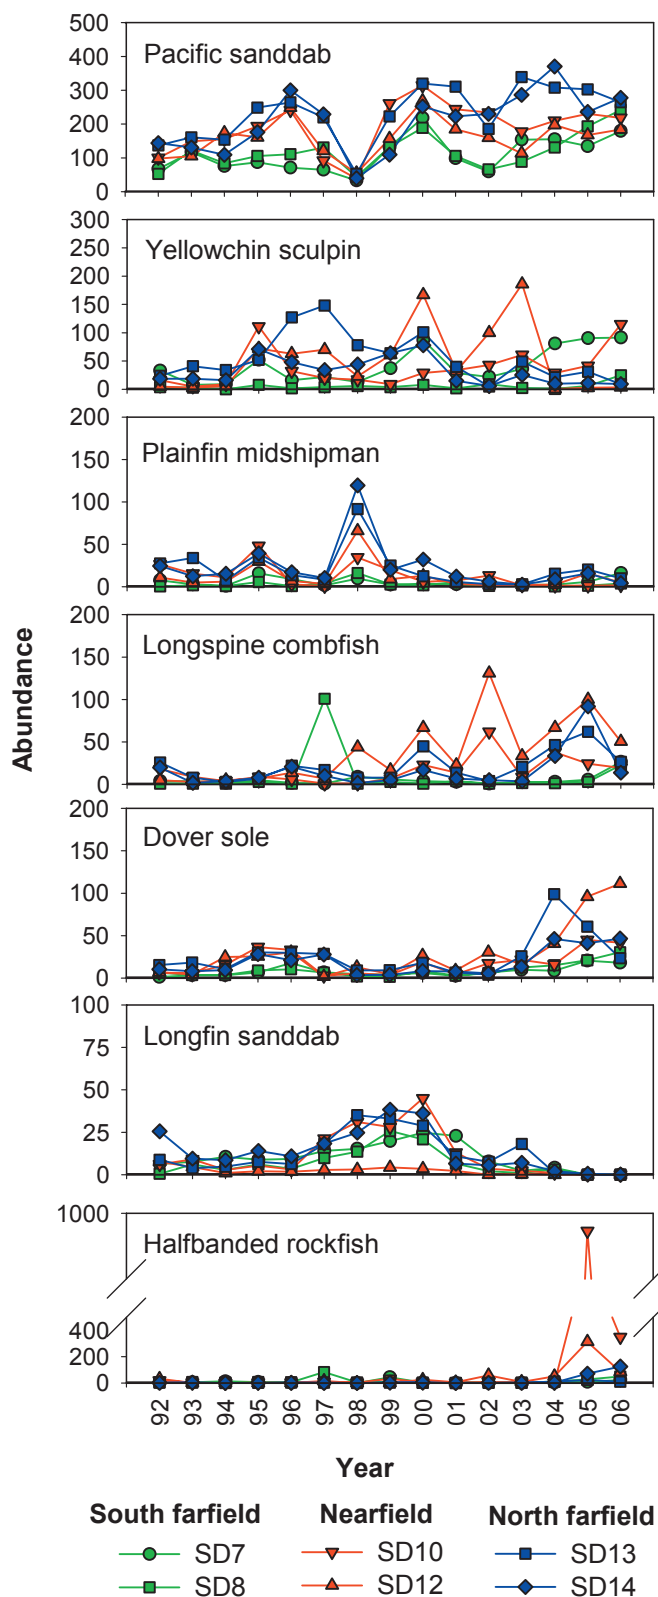 500
400
300
200
100
0
Pacific sanddab
300
250
200
150
100
50
0
Yellowchin sculpin
200
150
100
50
0
Plainfin midshipman
200
150
100
50
0
Longspine combfish
Abundance
200
150
100
50
0
Dover sole
100
75
50
25
0
Longfin sanddab
1000
400
200
0
Halfbanded rockfish
92 93 94 95 96 97 98 99 00 01 02 03 04 05 06
Year
South farfield Nearfield North farfield
SD7 SD10 SD13
SD8 SD12 SD14